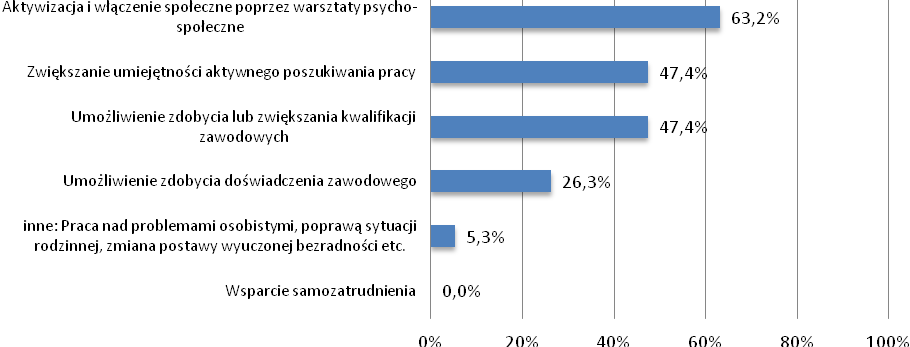 Aktywizacja i włączenie społeczne poprzez warsztaty psycho-
społeczne
63,2%
Zwiększanie umiejętności aktywnego poszukiwania pracy
47,4%
Umożliwienie zdobycia lub zwiększania kwalifikacji
zawodowych
47,4%
Umożliwienie zdobycia doświadczenia zawodowego
26,3%
inne: Praca nad problemami osobistymi, poprawą sytuacji
rodzinnej, zmiana postawy wyuczonej bezradności etc.
5,3%
Wsparcie samozatrudnienia
0,0%
0% 20% 40% 60% 80% 100%